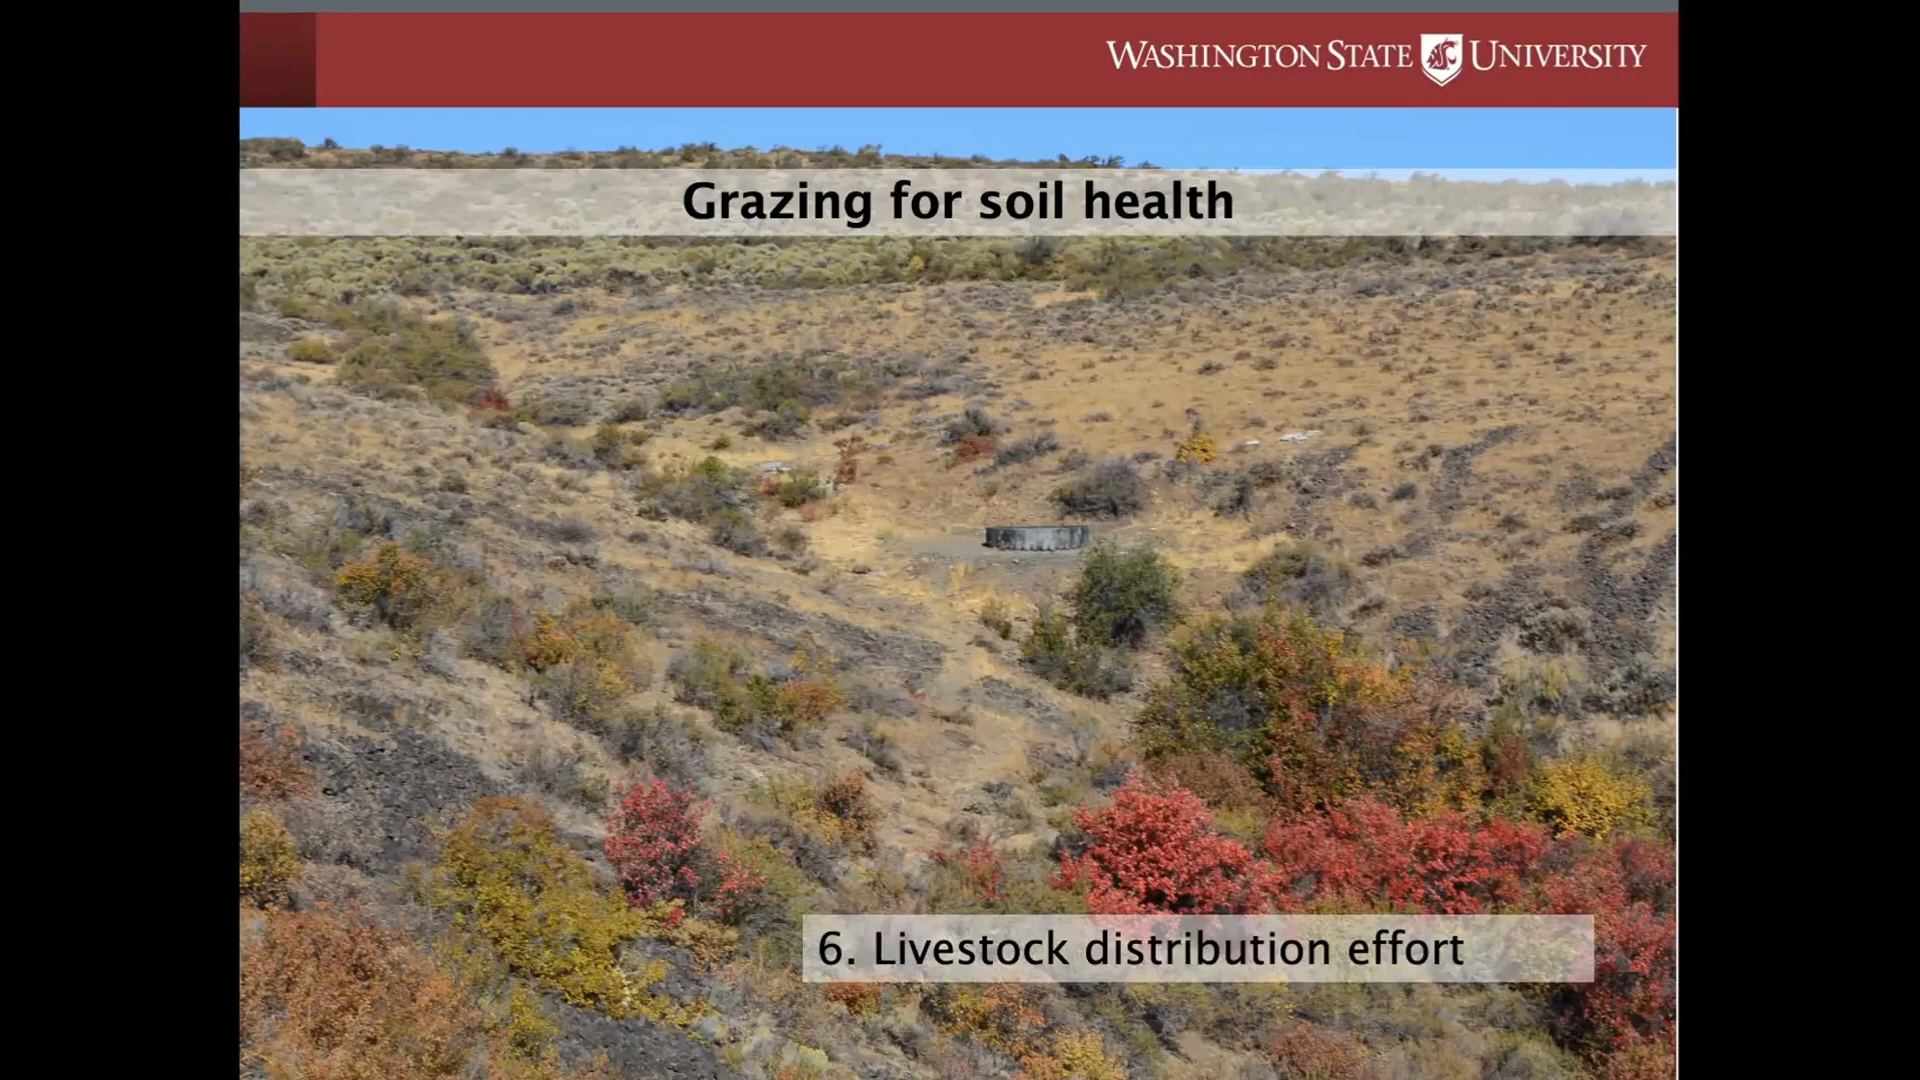 WASHINGTON STATE UNIVERSITY
Grazing for soil health
6. Livestock distribution effort